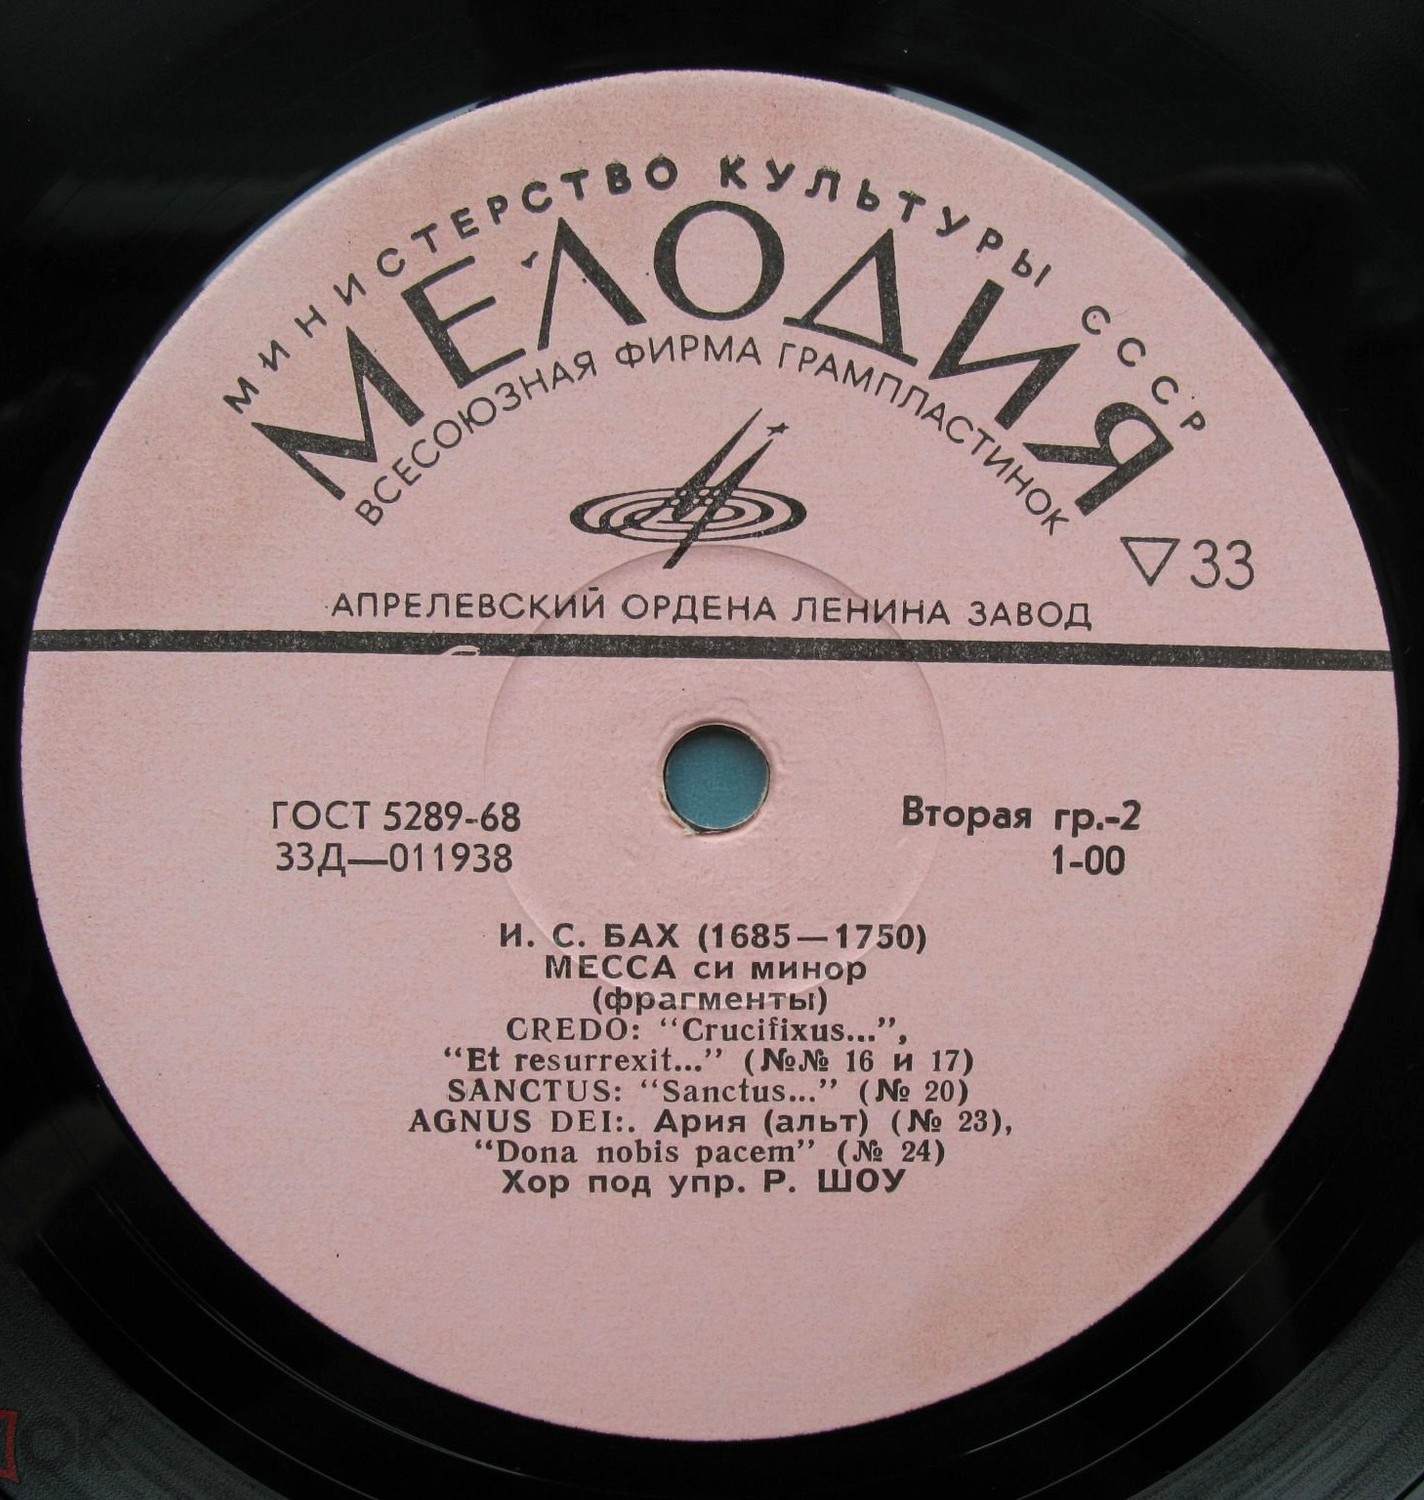 МИНИСТЕРСТВО КУЛЬТУРЫ СССР
МЕЛОДИЯ
ВСЕСОЮЗНАЯ ФИРМА ГРАМПЛАСТИНОК
▽33
АПРЕЛЕВСКИЙ ОРДЕНА ЛЕНИНА ЗАВОД
ГОСТ 5289-68
33Д—011938
Вторая гр.-2
1-00
И. С. БАХ (1685—1750)
МЕССА си минор
(фрагменты)
CREDO: “Crucifixus...”,
“Et resurrexit...” (№№ 16 и 17)
SANCTUS: “Sanctus...” (№ 20)
AGNUS DEI:. Ария (альт) (№ 23),
“Dona nobis pacem” (№ 24)
Хор под упр. Р. ШОУ